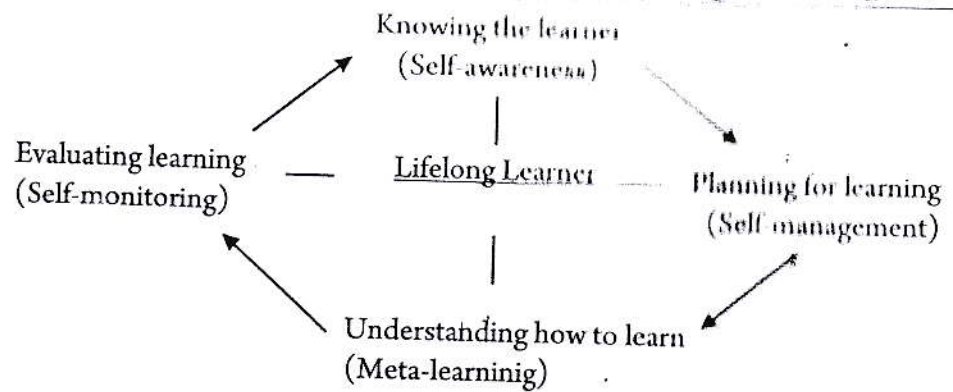 Knowing the learner
(Self-awareness)
Evaluating learning
(Self-monitoring)
Lifelong Learner
Planning for learning
(Self-management)
Understanding how to learn
(Meta-learninig)